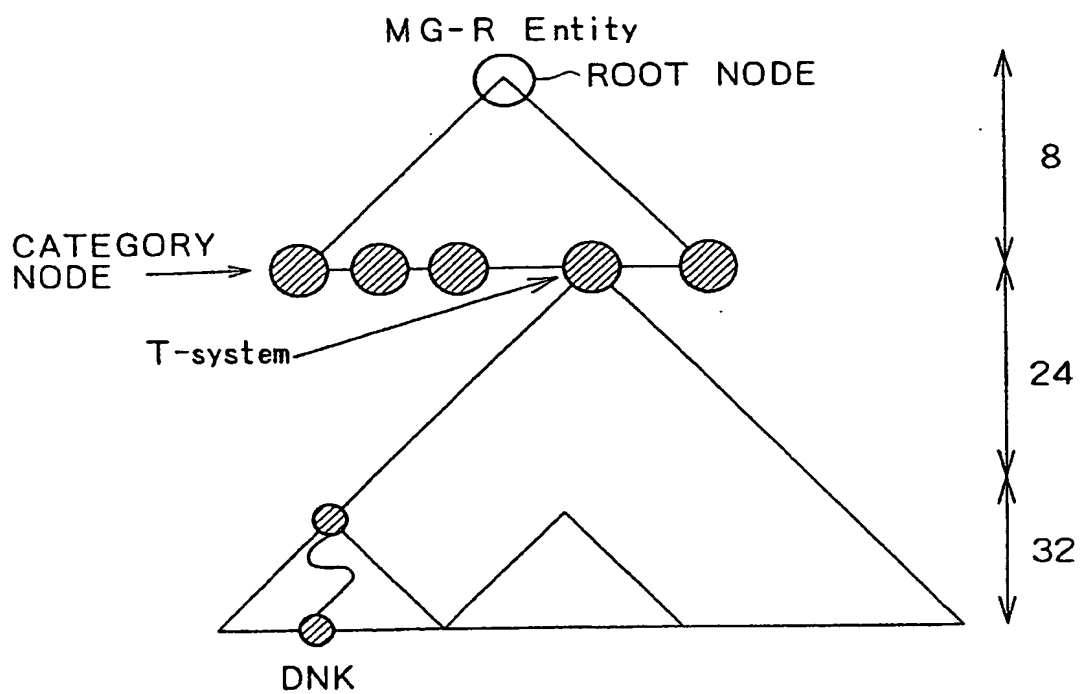 MG-R Entity
ROOT NODE
8
CATEGORY
NODE
T-system
24
32
DNK